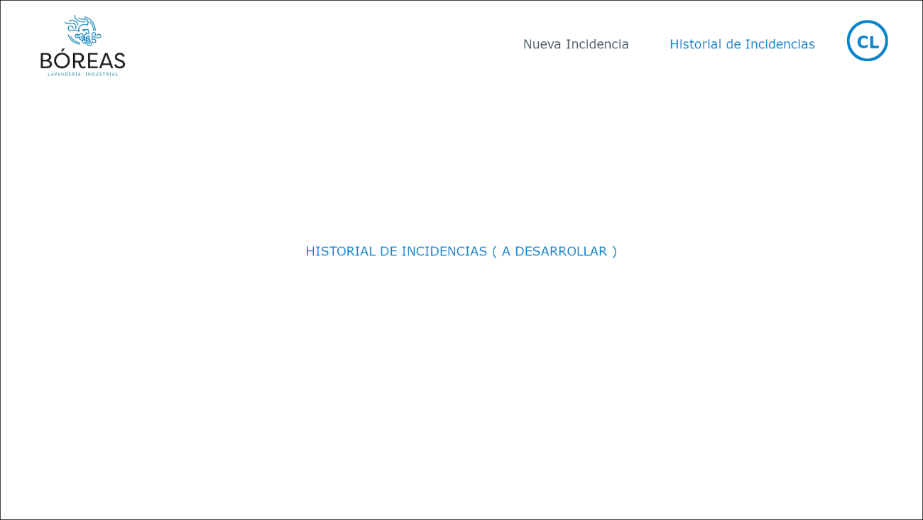 BÓREAS
LAVANDERÍA INDUSTRIAL
Nueva Incidencia
Historial de Incidencias
CL
HISTORIAL DE INCIDENCIAS ( A DESARROLLAR )